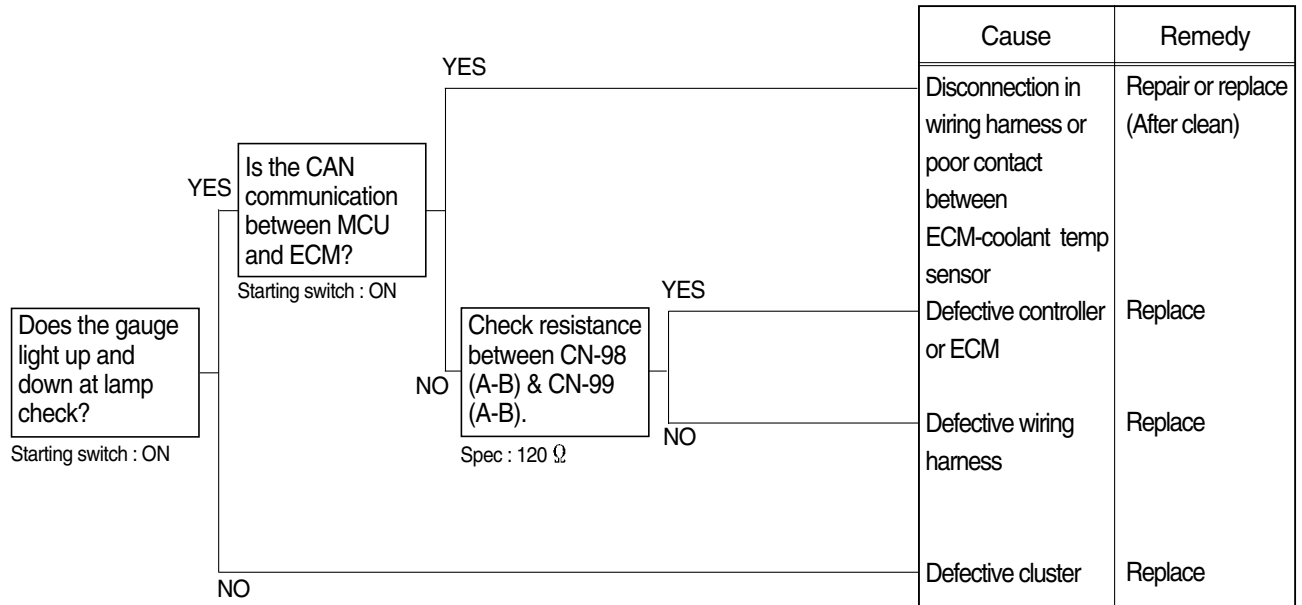 Cause
Remedy
YES
Disconnection in
wiring harness or
poor contact
between
ECM-coolant temp
sensor
Repair or replace
(After clean)
YES
Is the CAN
communication
between MCU
and ECM?
Starting switch : ON
YES
Does the gauge
light up and
down at lamp
check?
Starting switch : ON
NO
Check resistance
between CN-98
(A-B) & CN-99
(A-B).
Spec : 120 Ω
Defective controller
or ECM
Replace
NO
Defective wiring
harness
Replace
NO
Defective cluster
Replace